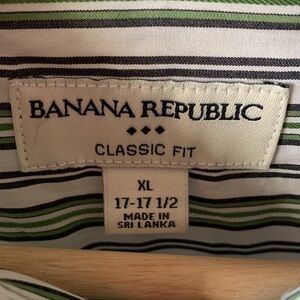 BANANA REPUBLIC
CLASSIC FIT
XL
17-17 1/2
MADE IN
SRI LANKA